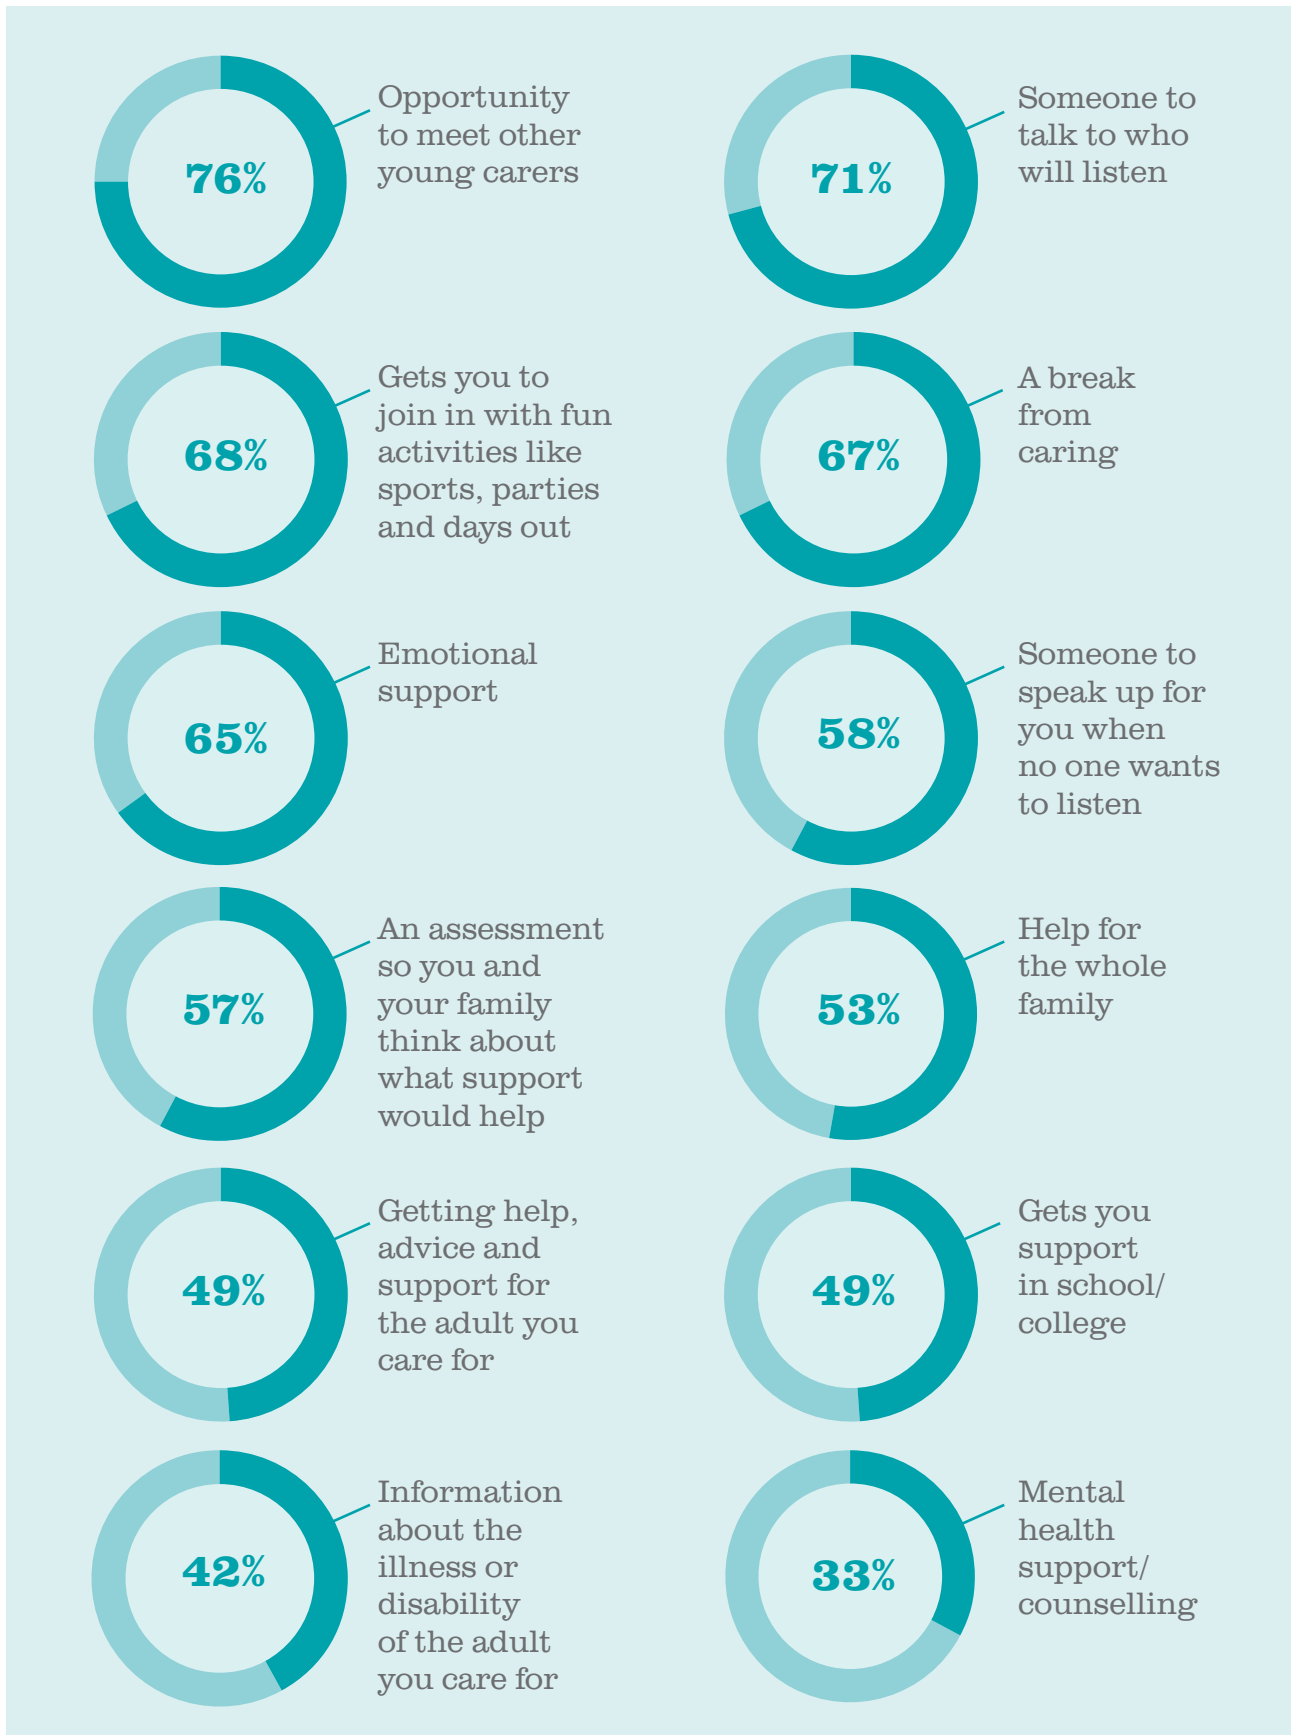 76%
Opportunity
to meet other
young carers
71%
Someone to
talk to who
will listen
68%
Gets you to
join in with fun
activities like
sports, parties
and days out
67%
A break
from
caring
65%
Emotional
support
58%
Someone to
speak up for
you when
no one wants
to listen
57%
An assessment
so you and
your family
think about
what support
would help
53%
Help for
the whole
family
49%
Getting help,
advice and
support for
the adult you
care for
49%
Gets you
support
in school/
college
42%
Information
about the
illness or
disability
of the adult
you care for
33%
Mental
health
support/
counselling